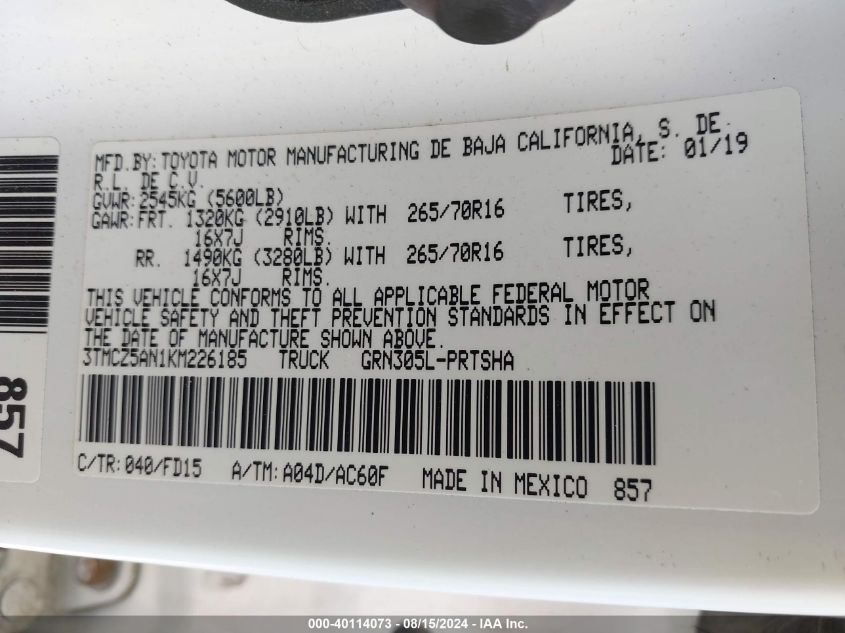 MFD.BY: TOYOTA MOTOR MANUFACTURING DE BAJA CALIFORNIA, S. DE.
R.L. DE C.V. DATE: 01/19
GVWR: 2545KG (5600LB)
GAWR: FRT. 1320KG (2910LB) WITH 265/70R16 TIRES,
16X7J RIMS.
RR. 1490KG (3280LB) WITH 265/70R16 TIRES,
16X7J RIMS.
THIS VEHICLE CONFORMS TO ALL APPLICABLE FEDERAL MOTOR
VEHICLE SAFETY AND THEFT PREVENTION STANDARDS IN EFFECT ON
THE DATE OF MANUFACTURE SHOWN ABOVE.
3TMCZ5AN1KM226185 TRUCK GRN305L-PRTSHA
C/TR: 040/FD15 A/TM: A04D/AC60F MADE IN MEXICO 857
857
000-40114073 - 08/15/2024 - IAA Inc.